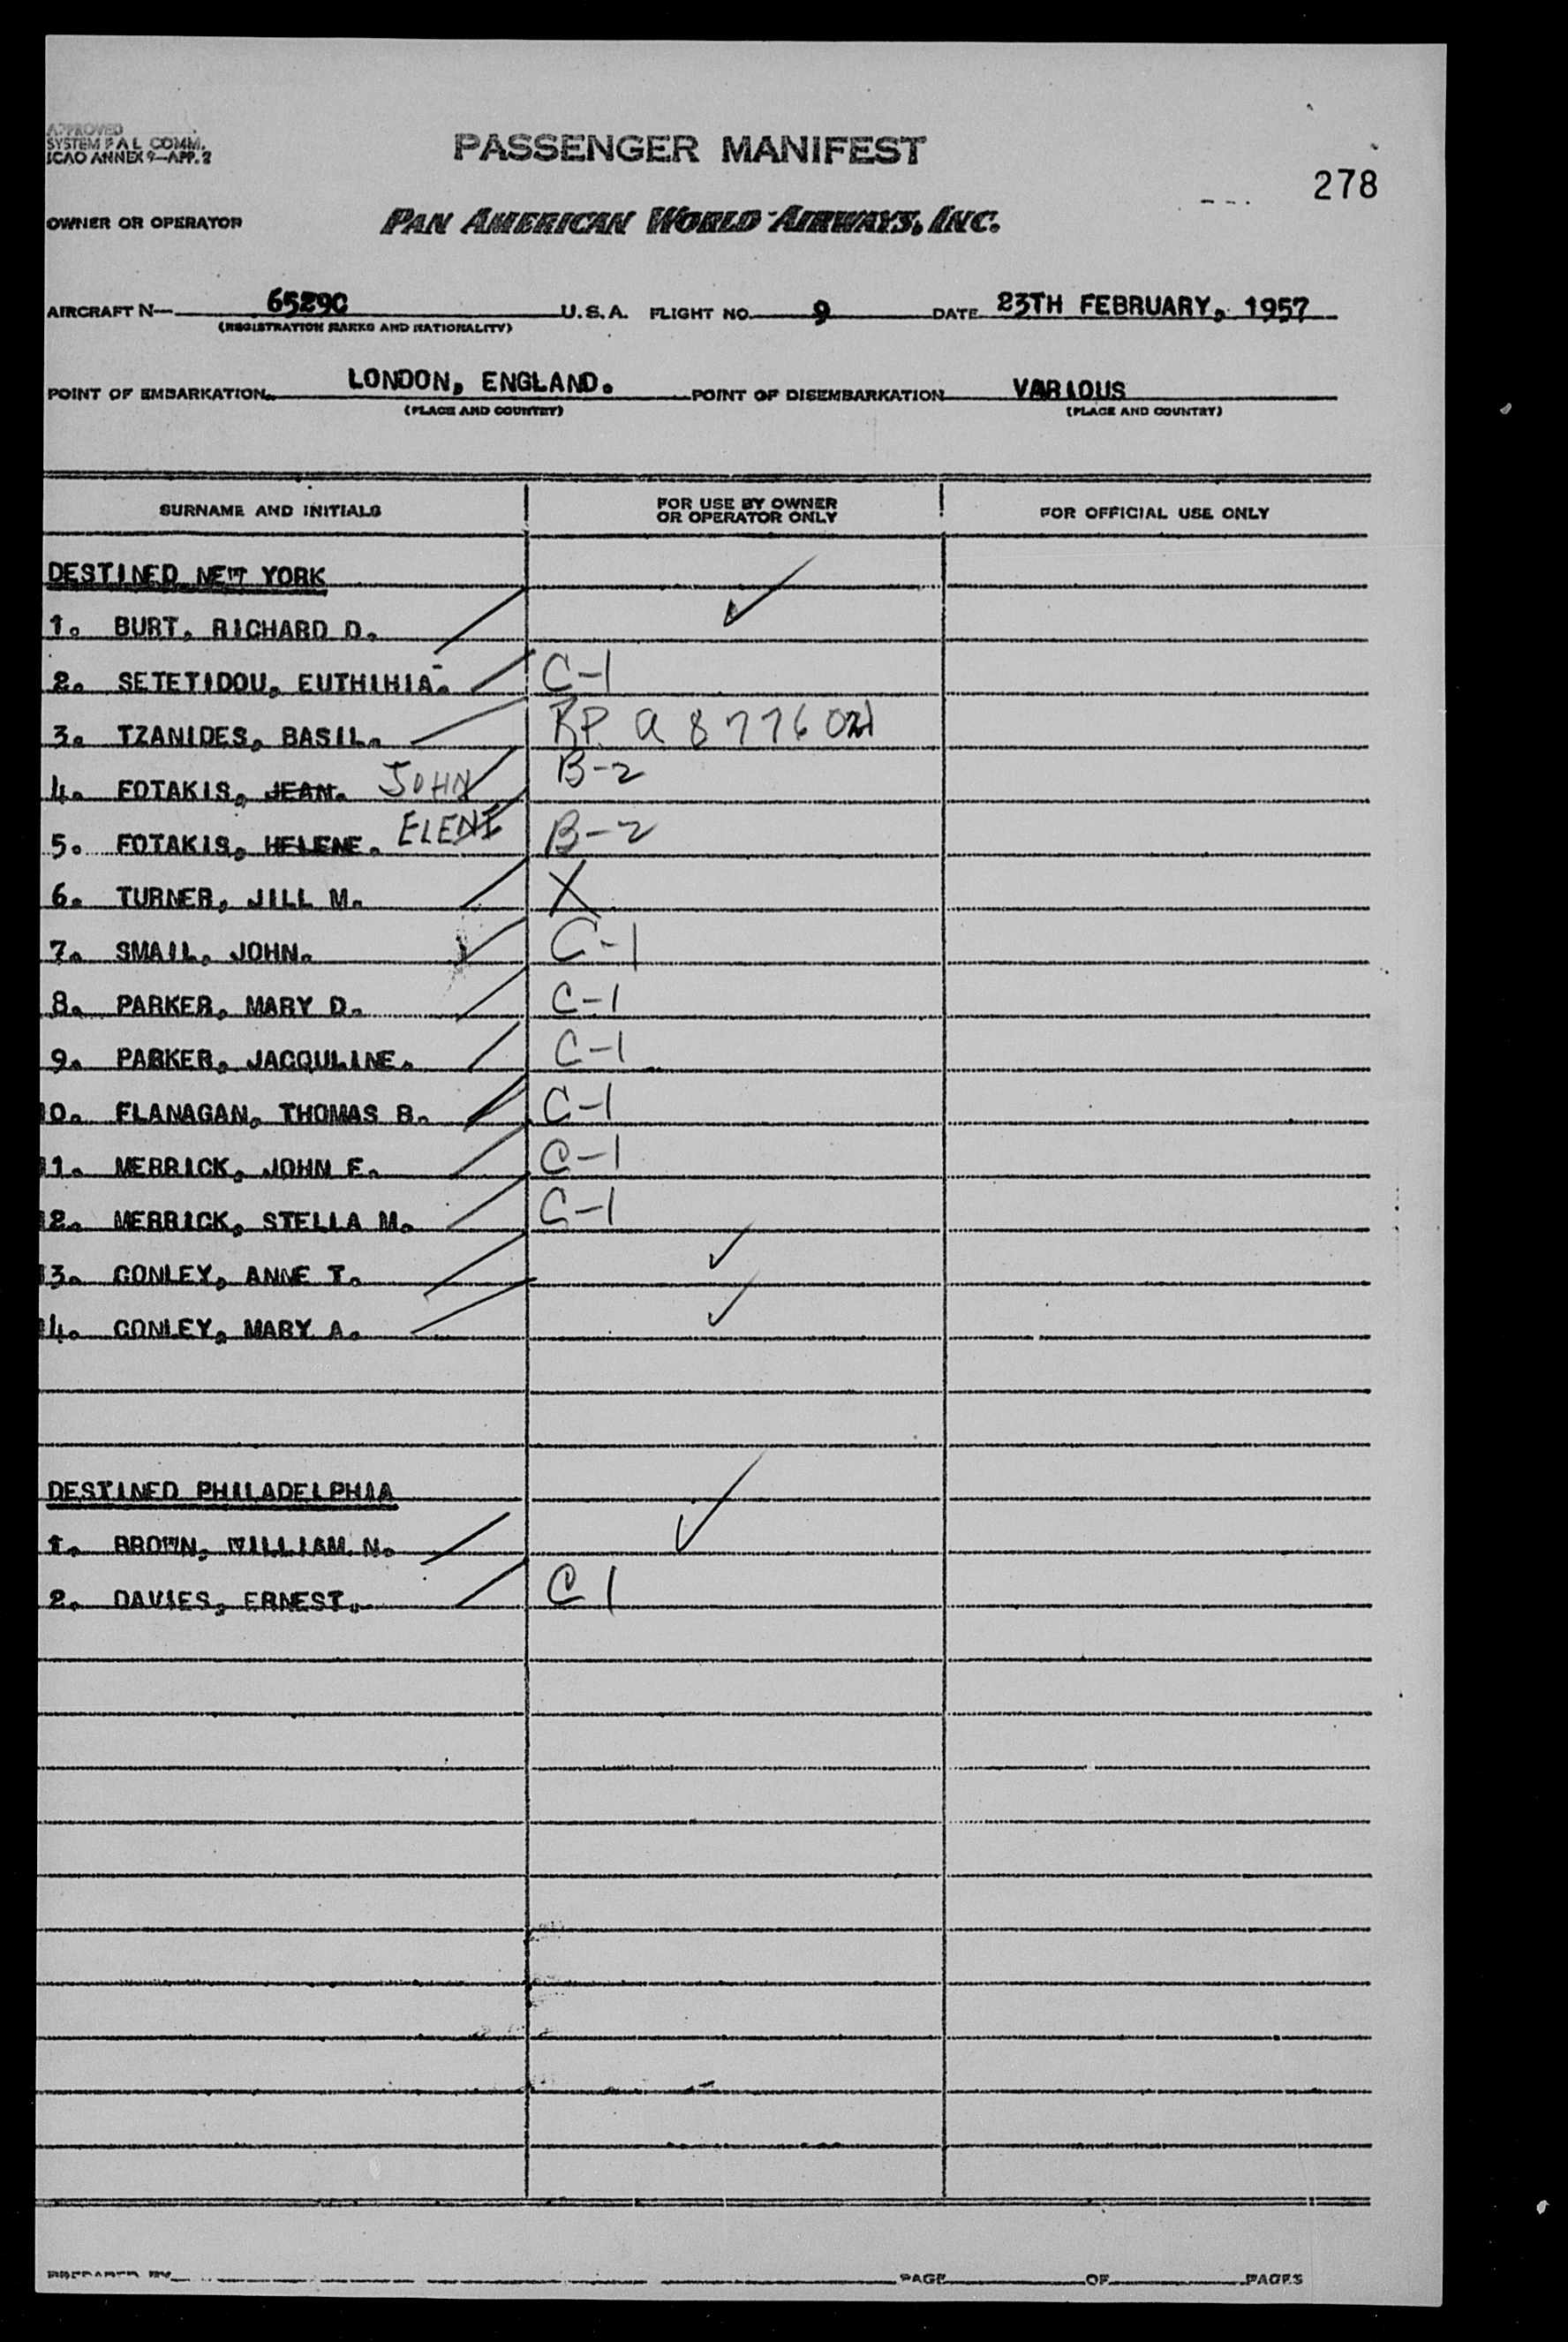 APPROVED
SYSTEM F A L COMM.
ICAO ANNEX 9—APP. 2
PASSENGER MANIFEST
278
OWNER OR OPERATOR PAN AMERICAN WORLD AIRWAYS, INC.
AIRCRAFT N— 6529C U.S.A. FLIGHT NO. 9 DATE 23TH FEBRUARY, 1957
(REGISTRATION MARKS AND NATIONALITY)
POINT OF EMBARKATION LONDON, ENGLAND. POINT OF DISEMBARKATION VARIOUS
(PLACE AND COUNTRY) (PLACE AND COUNTRY)
SURNAME AND INITIALS FOR USE BY OWNER OR OPERATOR ONLY FOR OFFICIAL USE ONLY
DESTINED NEW YORK
1. BURT, RICHARD D. ✓
2. SETETIDOU, EUTHIHIA. C-1
3. TZANIDES, BASIL. RP a 8776
4. FOTAKIS, JEAN. JOHN B-2
5. FOTAKIS, HELENE. ELENI B-2
6. TURNER, JILL M. X
7. SMAIL, JOHN. C-1
8. PARKER, MARY D. C-1
9. PARKER, JACQULINE. C-1
10. FLANAGAN, THOMAS B. C-1
11. MERRICK, JOHN E. C-1
12. MERRICK, STELLA M. C-1
13. CONLEY, ANNE T. ✓
14. CONLEY, MARY A. ✓
DESTINED PHILADELPHIA
1. BROWN, WILLIAM N. ✓
2. DAVIES, ERNEST. C 1
PREPARED BY PAGE OF PAGES